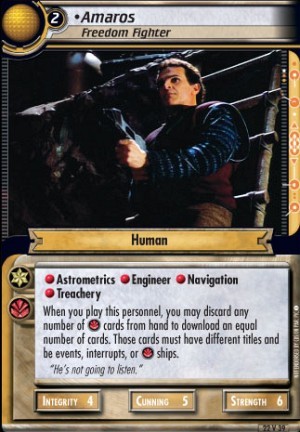 2 •Amaros
Freedom Fighter
Human
Astrometrics Engineer Navigation
Treachery
When you play this personnel, you may discard any
number of cards from hand to download an equal
number of cards. Those cards must have different titles and
be events, interrupts, or ships.
"He's not going to listen."
INTEGRITY 4 CUNNING 5 STRENGTH 6